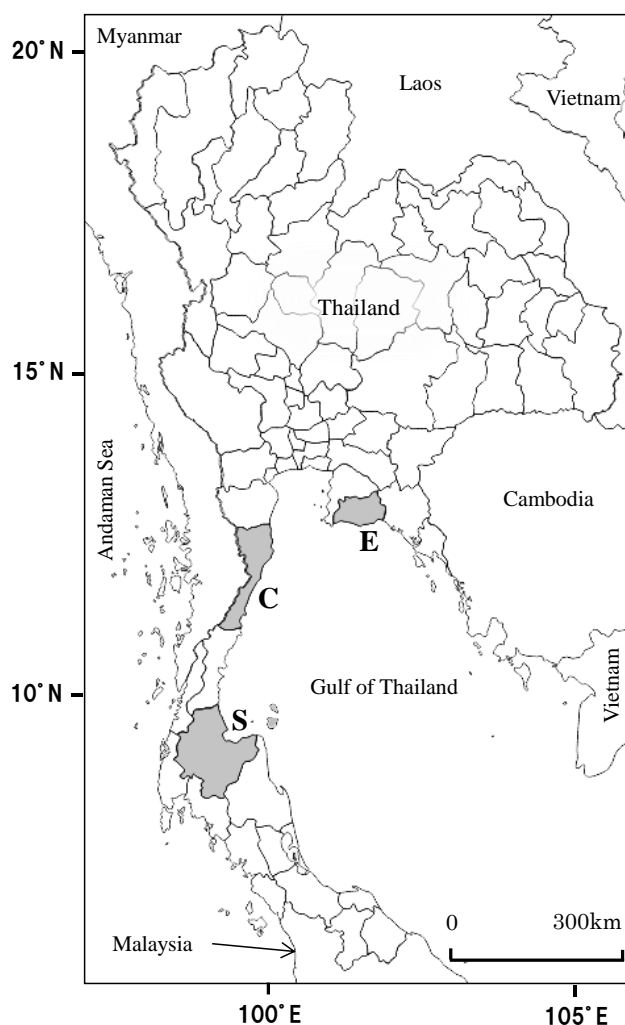 Myanmar
20°N
Laos
Vietnam
Thailand
15°N
Andaman Sea
Cambodia
E
C
Gulf of Thailand
Vietnam
10°N
S
0 300km
Malaysia
100°E 105°E